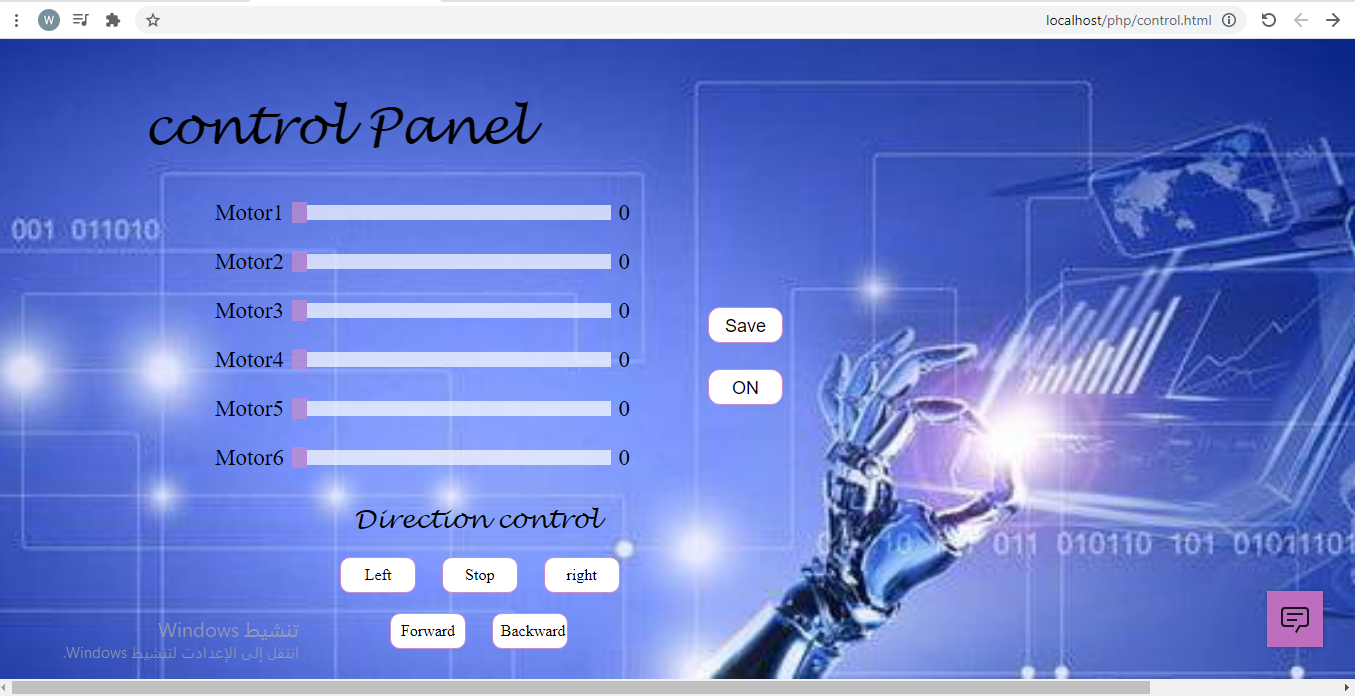 W
localhost/php/control.html
control Panel
Motor1 0
001 011010
Motor2 0
Motor3 0
Motor4 0
Motor5 0
Motor6 0
Save
ON
Direction control
Left Stop right
Forward Backward
011 010110 101
تنشيط Windows
انتقل إلى الإعدادت لتنشيط Windows.